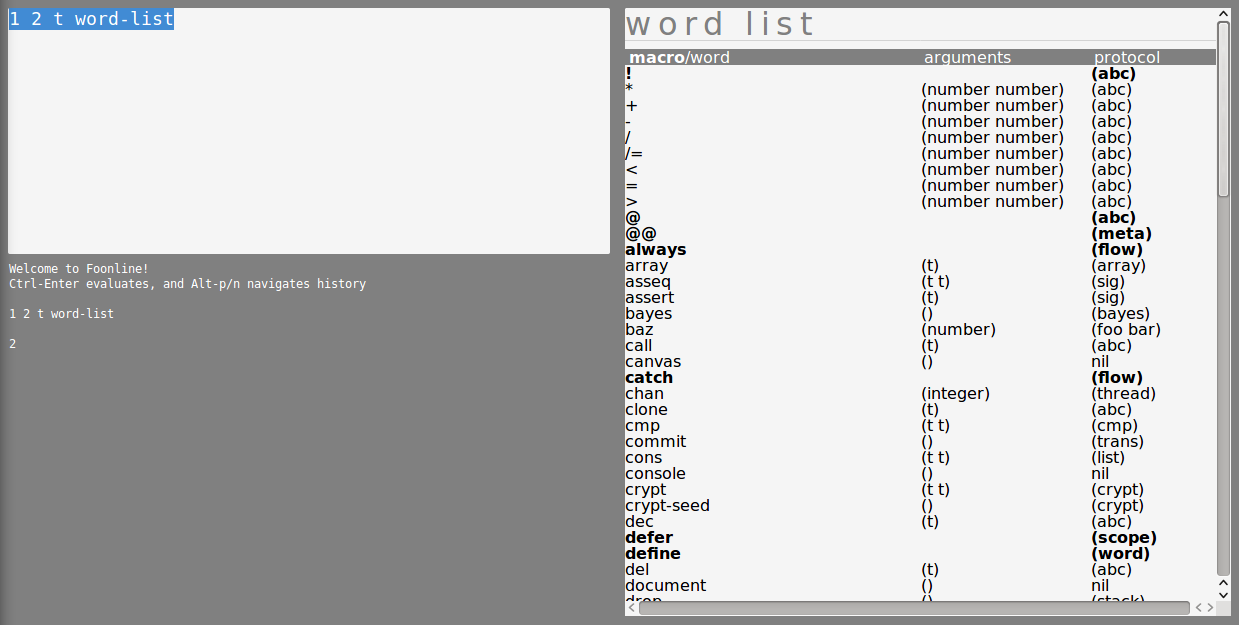 1 2 t word-list
Welcome to Foonline!
Ctrl-Enter evaluates, and Alt-p/n navigates history
1 2 t word-list
2
word list
macro/word arguments protocol
! (abc)
* (number number) (abc)
+ (number number) (abc)
- (number number) (abc)
/ (number number) (abc)
/= (number number) (abc)
< (number number) (abc)
= (number number) (abc)
> (number number) (abc)
@ (abc)
@@ (meta)
always (flow)
array (t) (array)
asseq (t t) (sig)
assert (t) (sig)
bayes () (bayes)
baz (number) (foo bar)
call (t) (abc)
canvas () nil
catch (flow)
chan (integer) (thread)
clone (t) (abc)
cmp (t t) (cmp)
commit () (trans)
cons (t t) (list)
console () nil
crypt (t t) (crypt)
crypt-seed () (crypt)
dec (t) (abc)
defer (scope)
define (word)
del (t) (abc)
document () nil
drop () (stack)